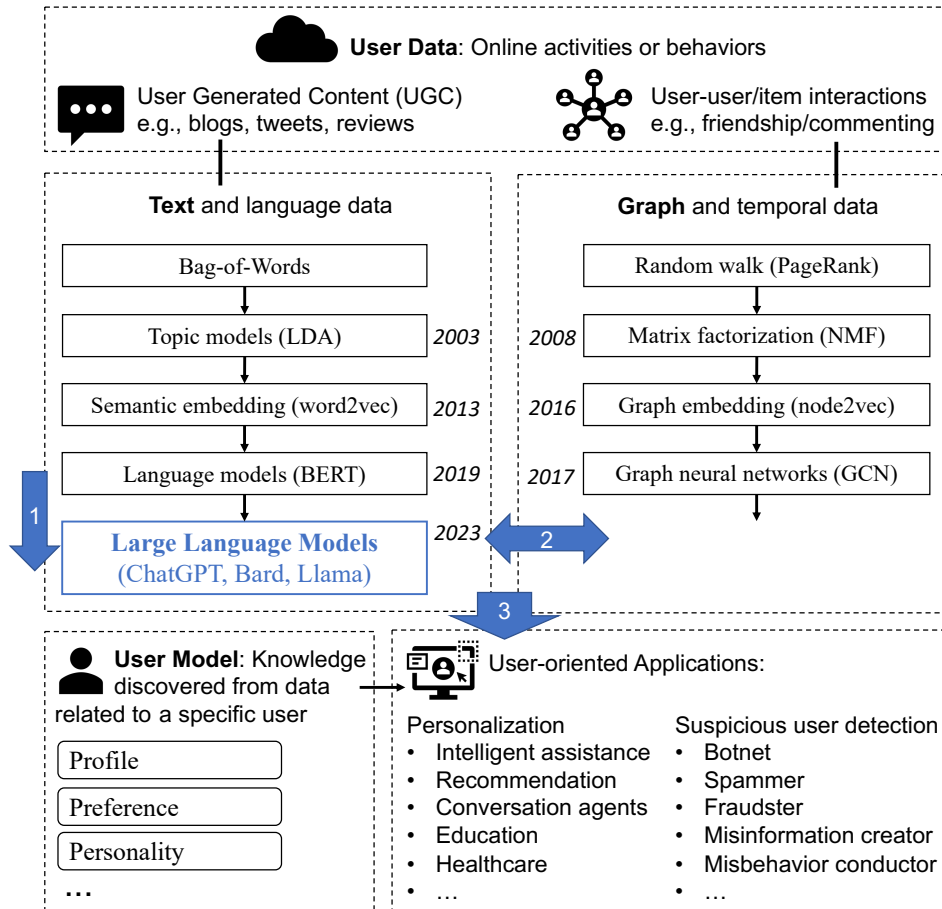 User Data: Online activities or behaviors
User Generated Content (UGC)
e.g., blogs, tweets, reviews
User-user/item interactions
e.g., friendship/commenting
Text and language data
Bag-of-Words
Topic models (LDA)
2003
Semantic embedding (word2vec)
2013
Language models (BERT)
2019
Large Language Models
(ChatGPT, Bard, Llama)
2023
1
2
3
Graph and temporal data
Random walk (PageRank)
2008
Matrix factorization (NMF)
2016
Graph embedding (node2vec)
2017
Graph neural networks (GCN)
User Model: Knowledge
discovered from data
related to a specific user
Profile
Preference
Personality
...
User-oriented Applications:
Personalization
• Intelligent assistance
• Recommendation
• Conversation agents
• Education
• Healthcare
• …
Suspicious user detection
• Botnet
• Spammer
• Fraudster
• Misinformation creator
• Misbehavior conductor
• …